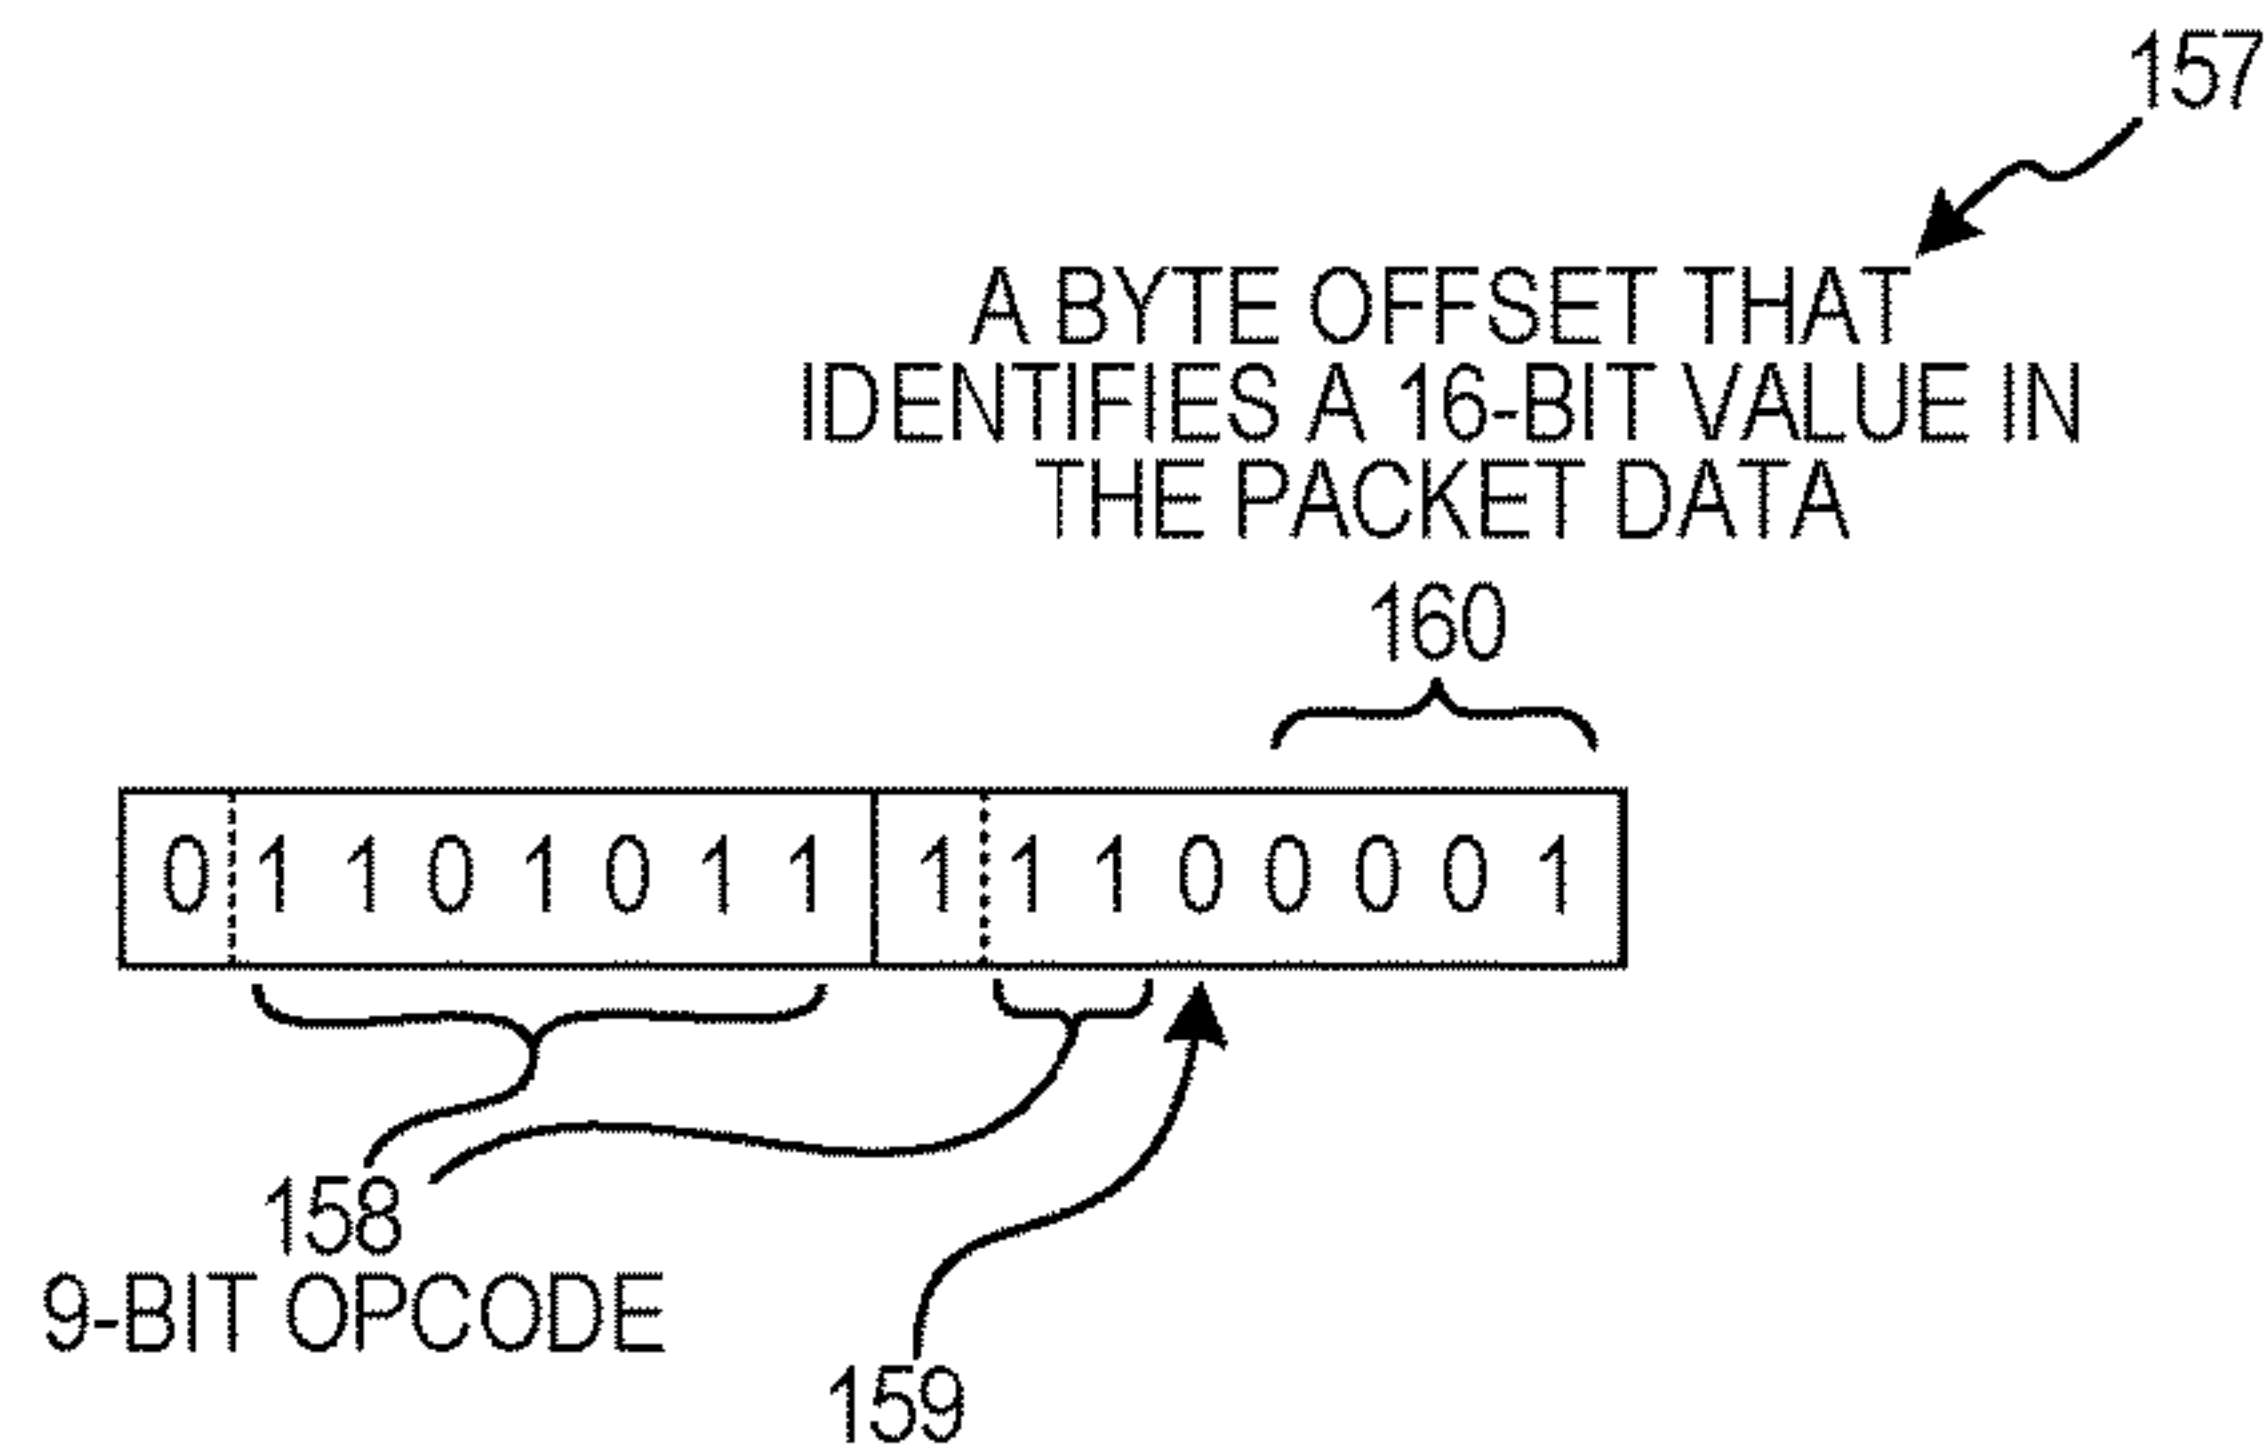 157
A BYTE OFFSET THAT
IDENTIFIES A 16-BIT VALUE IN
THE PACKET DATA
160
0 1 1 0 1 0 1 1 1 1 1 0 0 0 0 1
158
9-BIT OPCODE
159